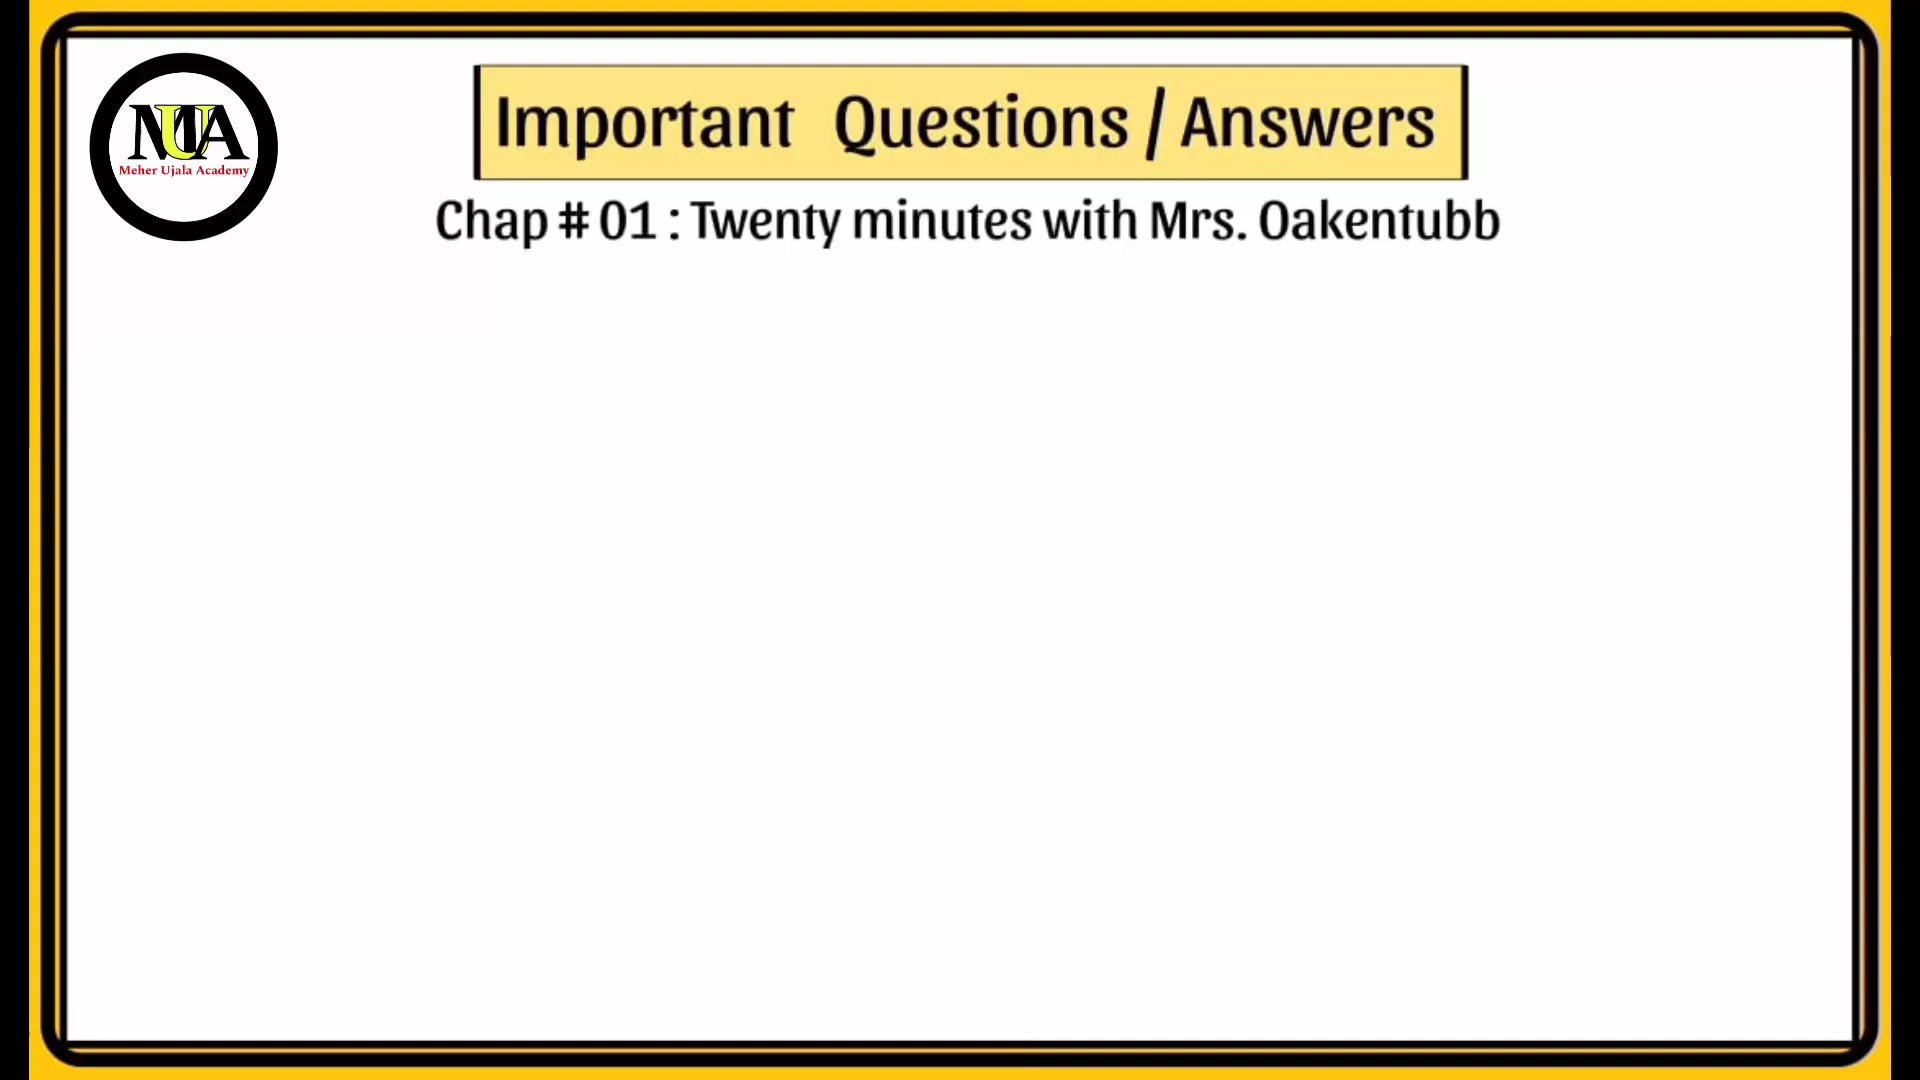 MUA
Meher Ujala Academy
Important Questions / Answers
Chap # 01 : Twenty minutes with Mrs. Oakentubb